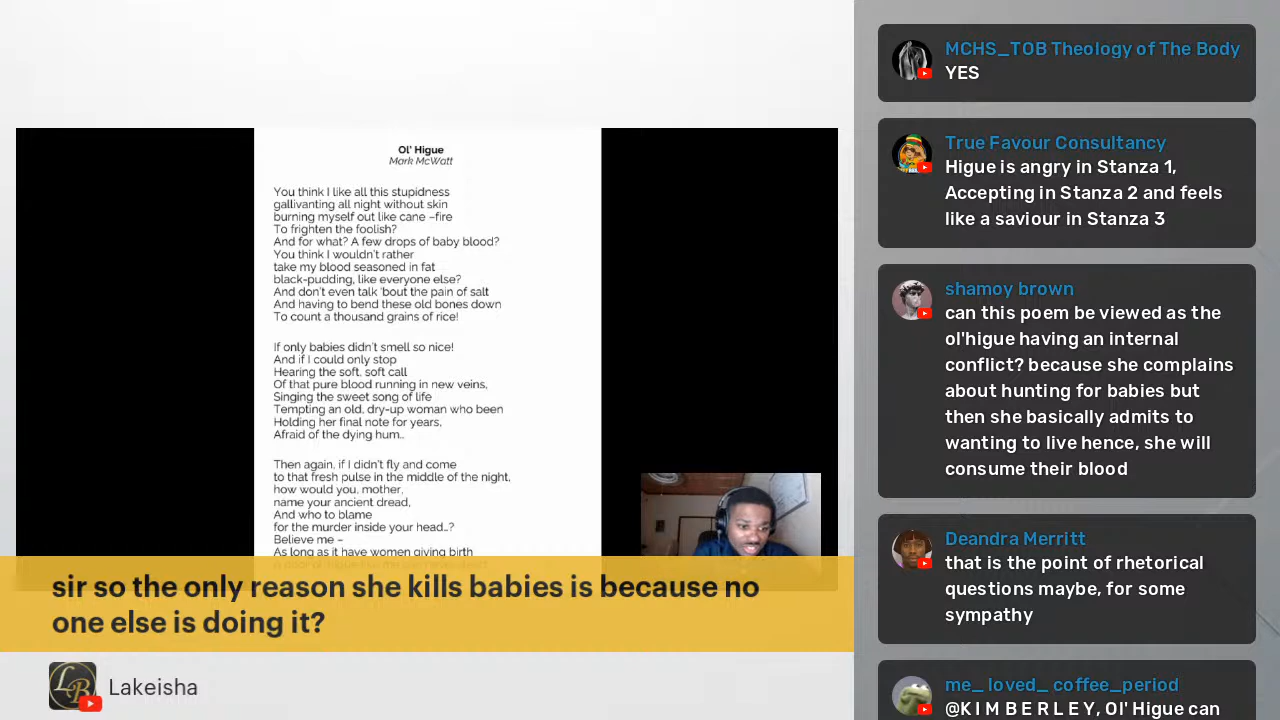 Ol' Higue
Mark McWatt
You think I like all this stupidness
gallivanting all night without skin
burning myself out like cane –fire
To frighten the foolish?
And for what? A few drops of baby blood?
You think I wouldn't rather
take my blood seasoned in fat
black-pudding, like everyone else?
And don't even talk 'bout the pain of salt
And having to bend these old bones down
To count a thousand grains of rice!
If only babies didn't smell so nice!
And if I could only stop
Hearing the soft, soft call
Of that pure blood running in new veins,
Singing the sweet song of life
Tempting an old, dry-up woman who been
Holding her final note for years,
Afraid of the dying hum..
Then again, if I didn't fly and come
to that fresh pulse in the middle of the night,
how would you, mother,
name your ancient dread,
And who to blame
for the murder inside your head..?
Believe me –
As long as it have women giving birth
sir so the only reason she kills babies is because no
one else is doing it?
Lakeisha
MCHS_TOB Theology of The Body
YES
True Favour Consultancy
Higue is angry in Stanza 1,
Accepting in Stanza 2 and feels
like a saviour in Stanza 3
shamoy brown
can this poem be viewed as the
ol'higue having an internal
conflict? because she complains
about hunting for babies but
then she basically admits to
wanting to live hence, she will
consume their blood
Deandra Merritt
that is the point of rhetorical
questions maybe, for some
sympathy
me_ loved_ coffee_period
@K I M B E R L E Y, Ol' Higue can